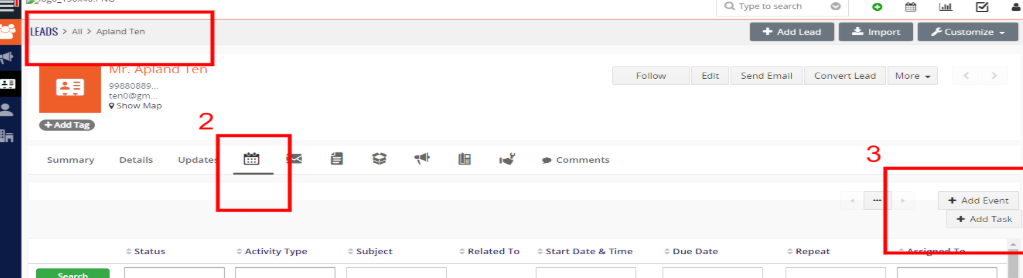 Type to search
LEADS > All > Apland Ten
+ Add Lead
Import
Customize
Mr. Apland Ten
99880889...
ten0@gm...
Show Map
Follow
Edit
Send Email
Convert Lead
More
< >
+ Add Tag
2
Summary
Details
Updates
Comments
3
...
+ Add Event
+ Add Task
Status
Activity Type
Subject
Related To
Start Date & Time
Due Date
Repeat
Assigned To
Search